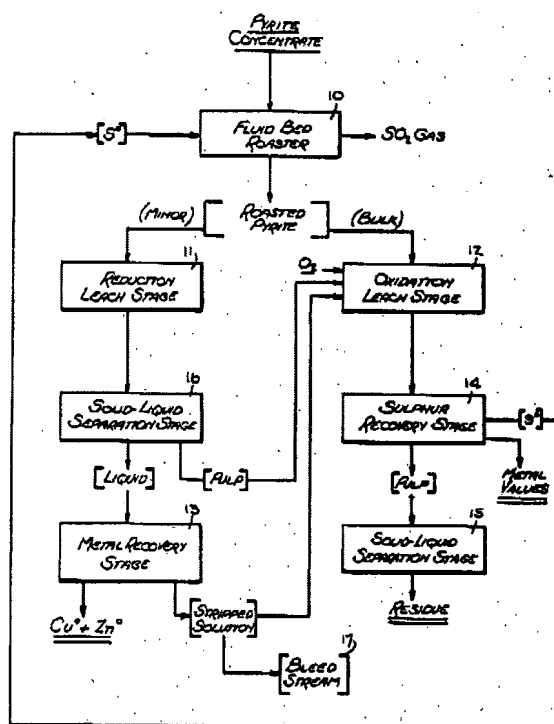 PYRITE
CONCENTRATE
10
[S°]
FLUID BED
ROASTER
SO₂ GAS
(MINOR)
[ROASTED
PYRITE]
(BULK)
11
REDUCTION
LEACH STAGE
O₂
12
OXIDATION
LEACH STAGE
16
SOLID-LIQUID
SEPARATION STAGE
14
SULPHUR
RECOVERY STAGE
[S°]
[LIQUID]
[PULP]
[PULP]
METAL
VALUES
13
METAL RECOVERY
STAGE
15
SOLID-LIQUID
SEPARATION STAGE
Cu° + Zn°
[STRIPPED
SOLUTION]
RESIDUE
17
[BLEED
STREAM]